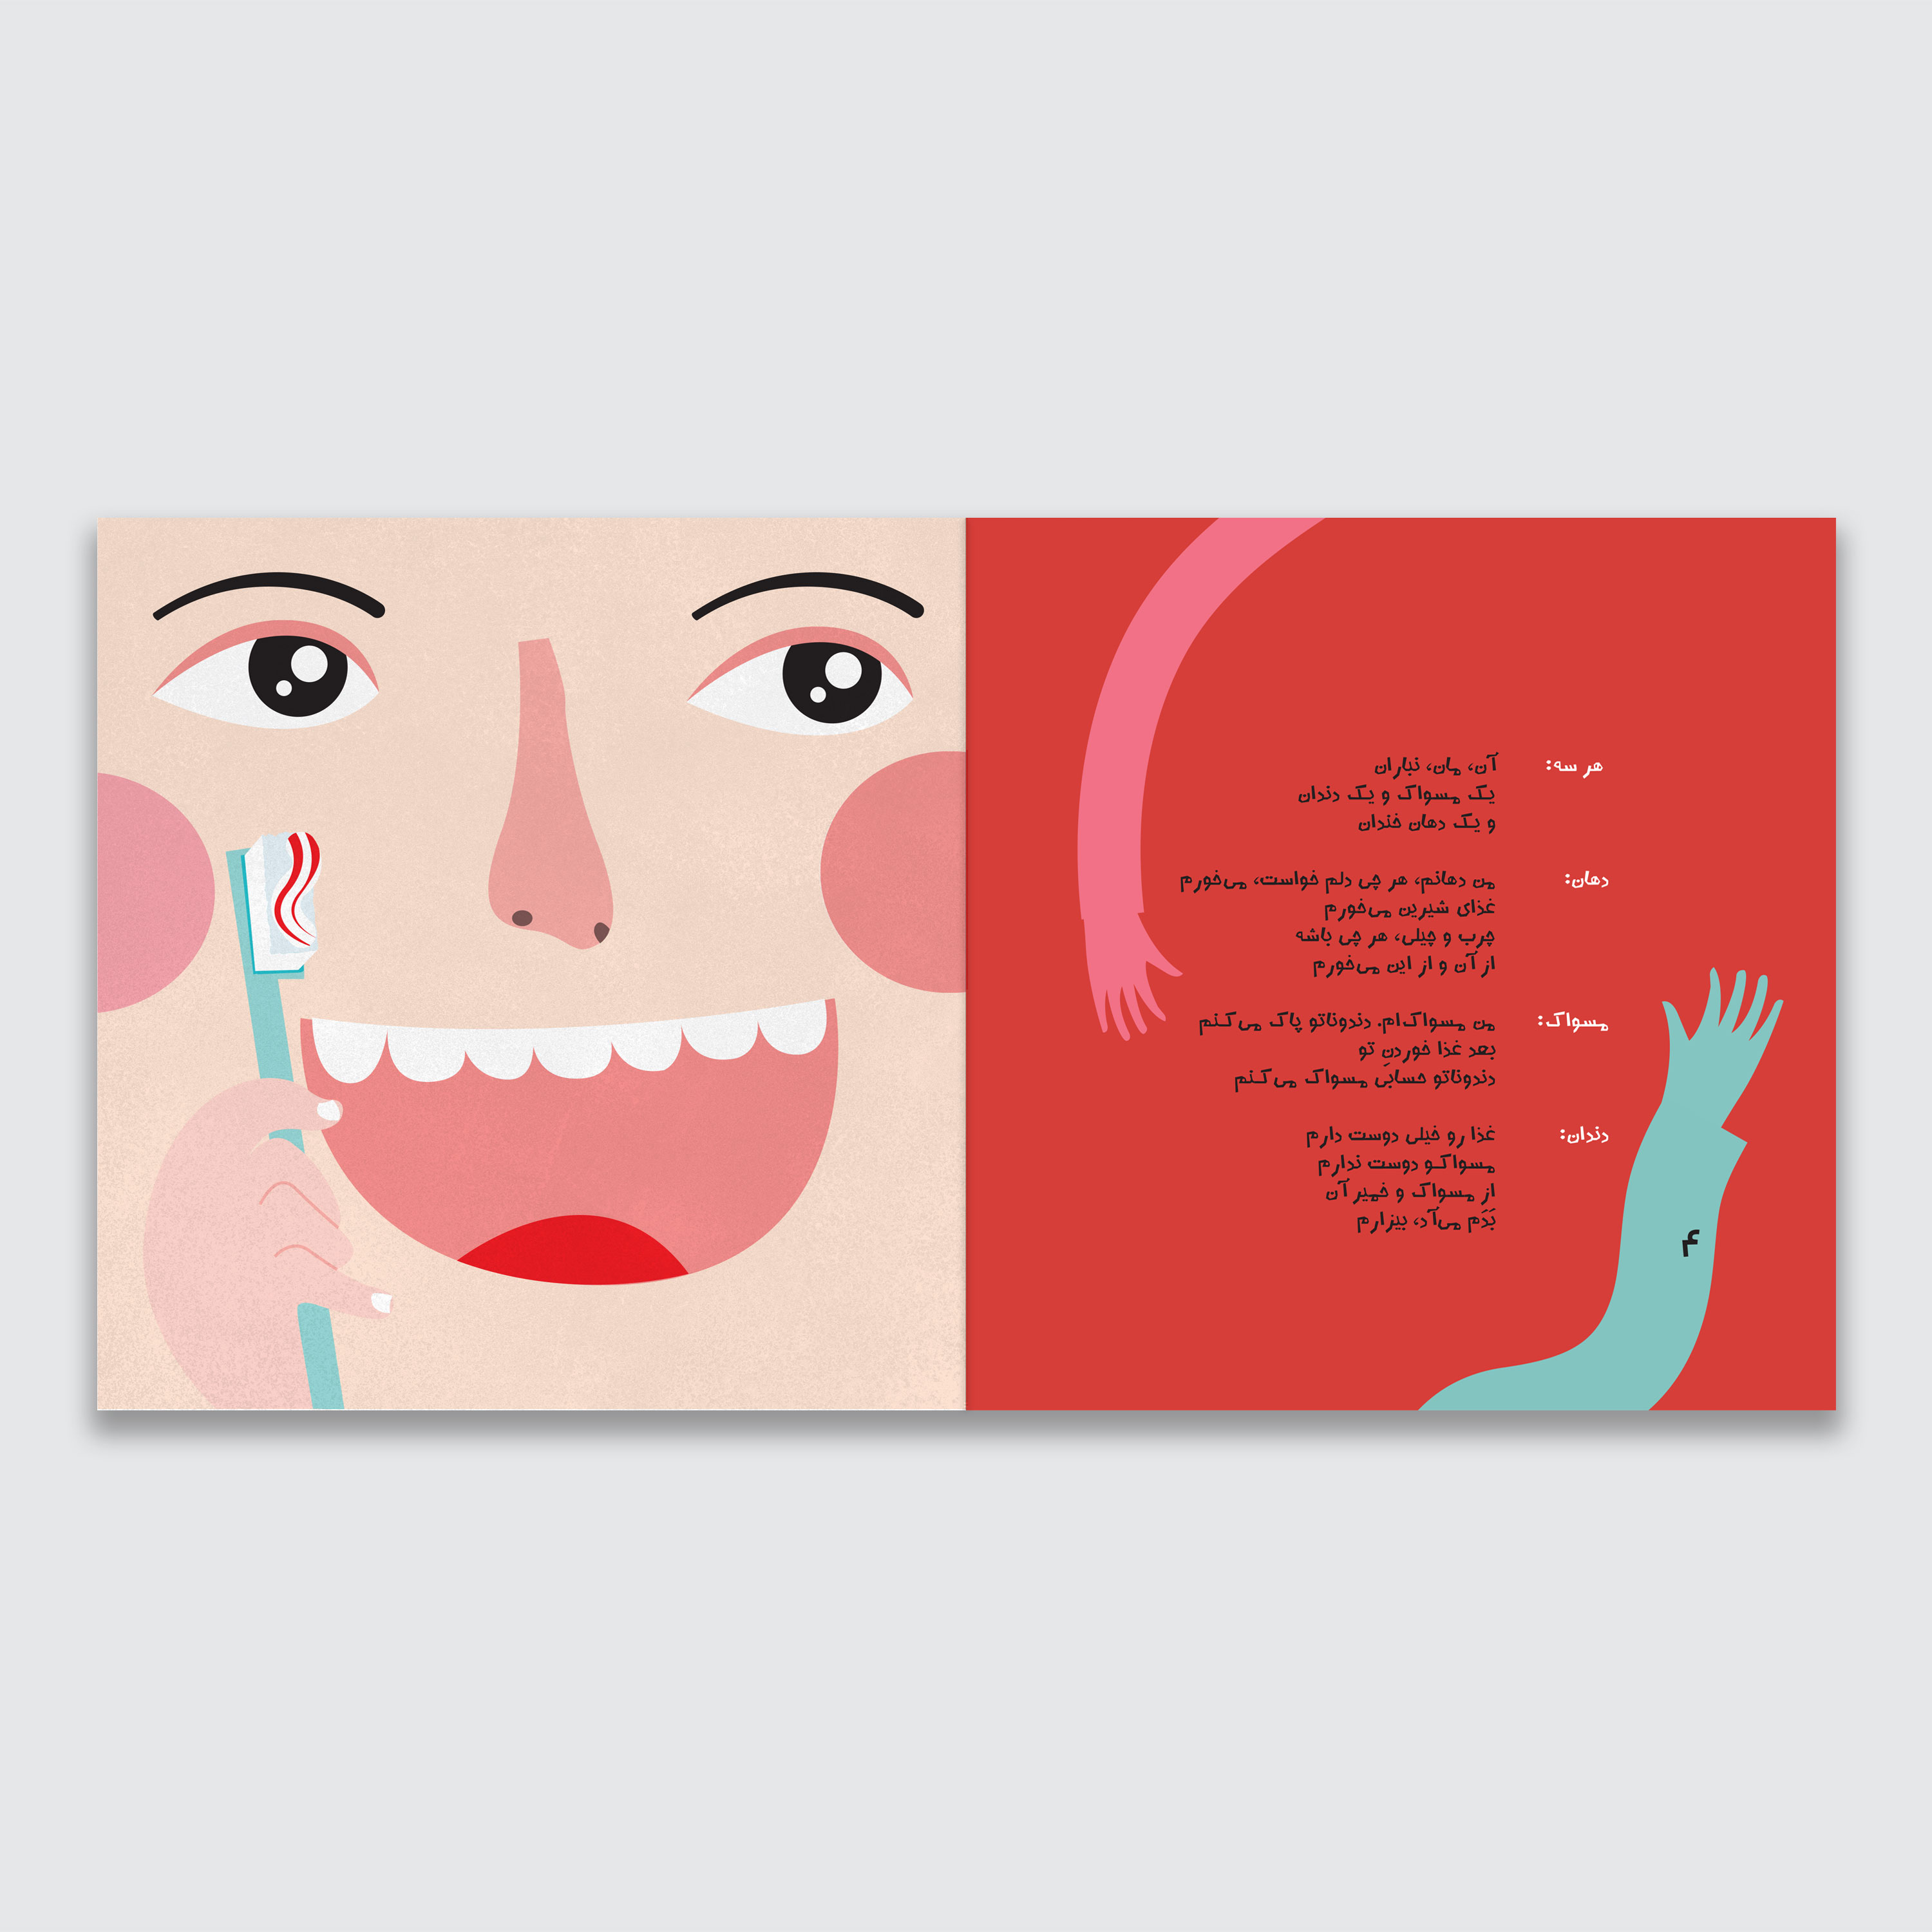 هر سه: آن، مان، نباران
یک مسواک و یک دندان
و یک دهان خندان
دهان: من دهانم، هر چی دلم خواست، می‌خورم
غذای شیرین می‌خورم
چرب و چیلی، هر چی باشه
از آن و از این می‌خورم
مسواک: من مسواک‌ام. دندوناتو پاک می‌کنم
بعد غذا خوردنِ تو
دندوناتو حسابی مسواک می‌کنم
دندان: غذا رو خیلی دوست دارم
مسواکو دوست ندارم
از مسواک و خمیر آن
بَدَم می‌آد، بیزارم
۴